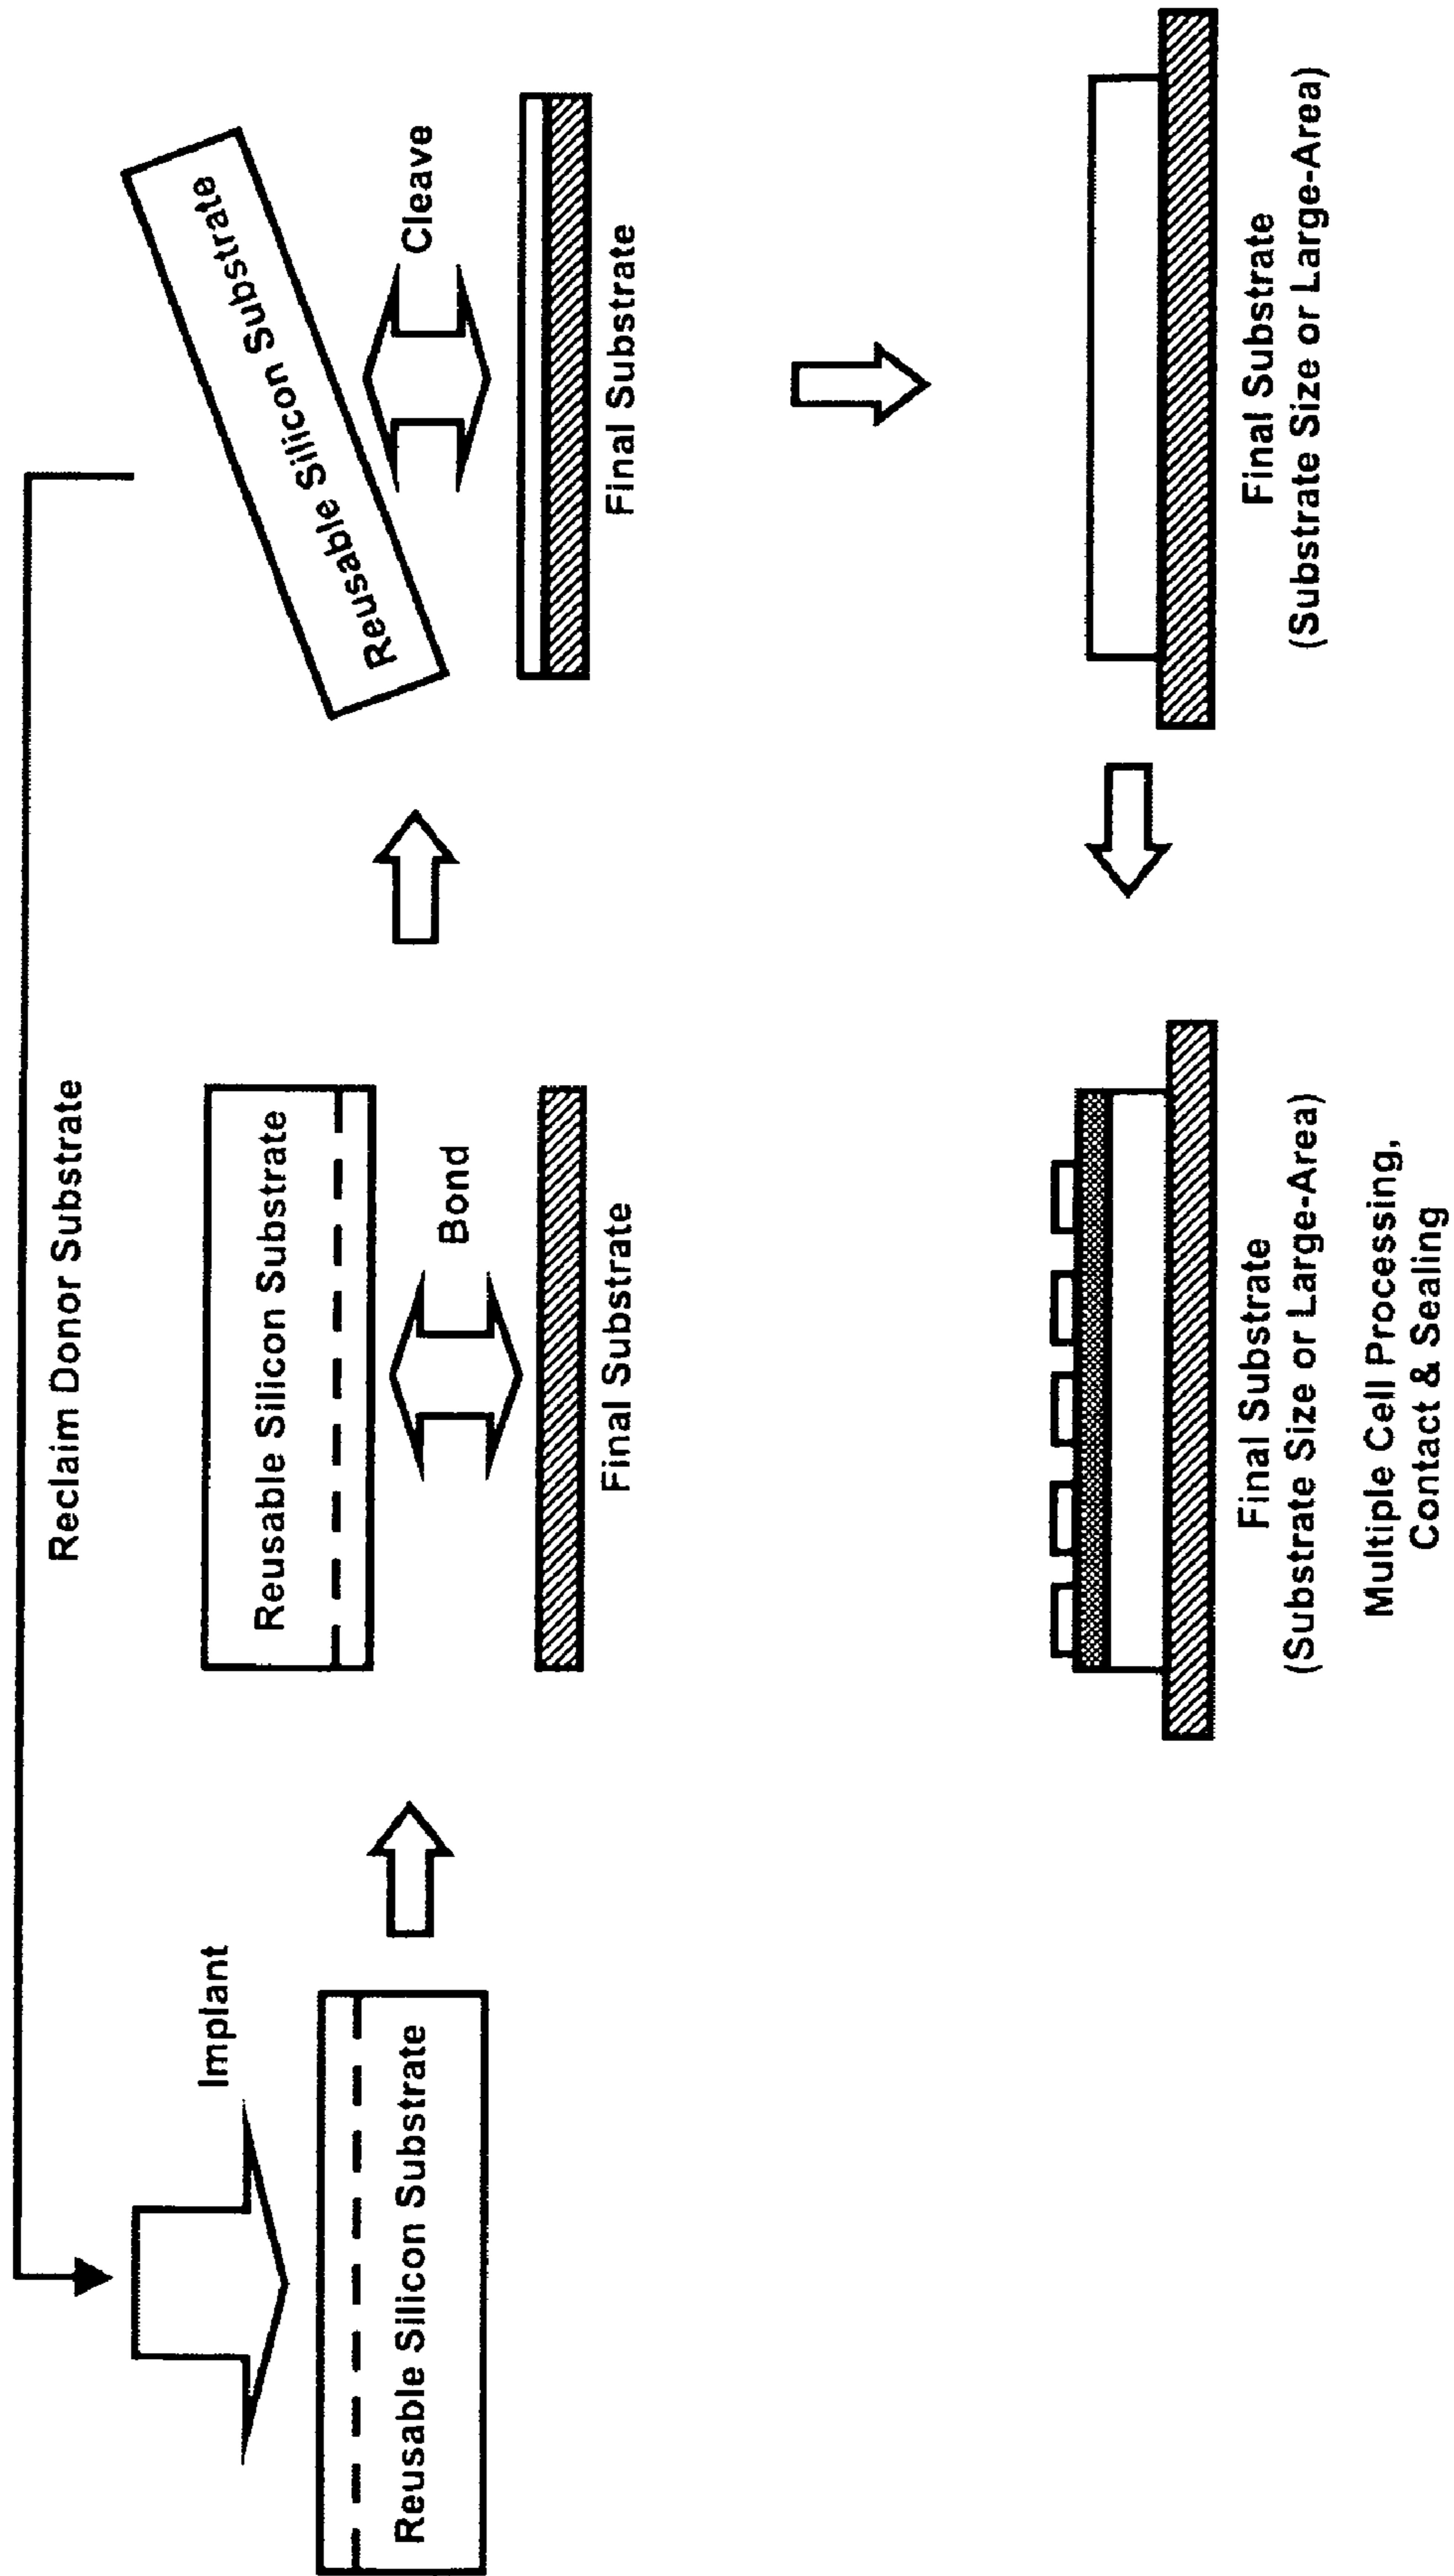 Reclaim Donor Substrate
Implant
Reusable Silicon Substrate
Reusable Silicon Substrate
Bond
Final Substrate
Reusable Silicon Substrate
Cleave
Final Substrate
Final Substrate
(Substrate Size or Large-Area)
Multiple Cell Processing,
Contact & Sealing
Final Substrate
(Substrate Size or Large-Area)